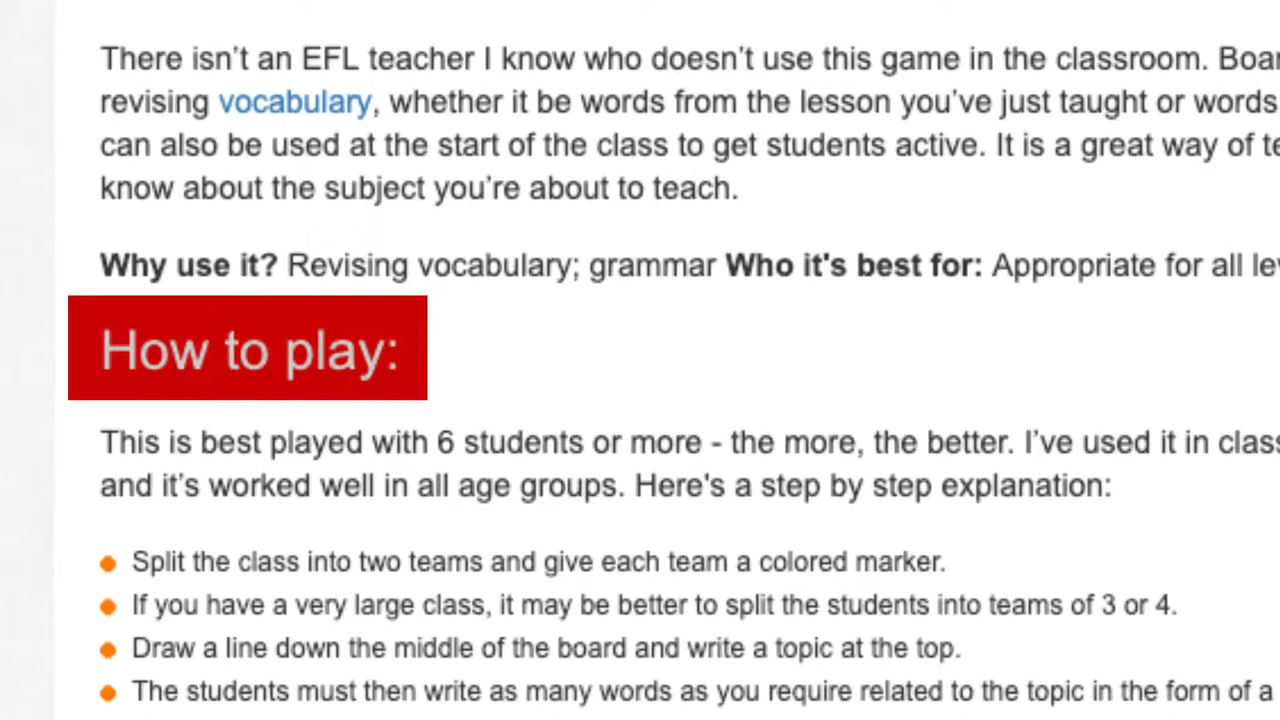 There isn’t an EFL teacher I know who doesn’t use this game in the classroom.
revising vocabulary, whether it be words from the lesson you’ve just taught or words
can also be used at the start of the class to get students active. It is a great way of
know about the subject you’re about to teach.
Why use it? Revising vocabulary; grammar Who it's best for: Appropriate for all
How to play:
This is best played with 6 students or more - the more, the better. I’ve used it in
and it’s worked well in all age groups. Here's a step by step explanation:
Split the class into two teams and give each team a colored marker.
If you have a very large class, it may be better to split the students into teams of 3 or 4.
Draw a line down the middle of the board and write a topic at the top.
The students must then write as many words as you require related to the topic in the form of a